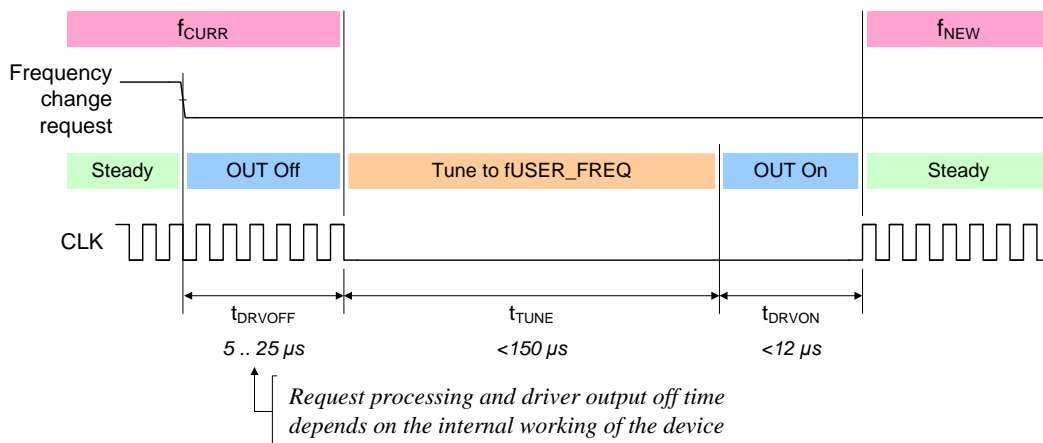 fCURR
fNEW
Frequency
change
request
Steady
OUT Off
Tune to fUSER_FREQ
OUT On
Steady
CLK
tDRVOFF
tTUNE
tDRVON
5 .. 25 µs
<150 µs
<12 µs
Request processing and driver output off time
depends on the internal working of the device